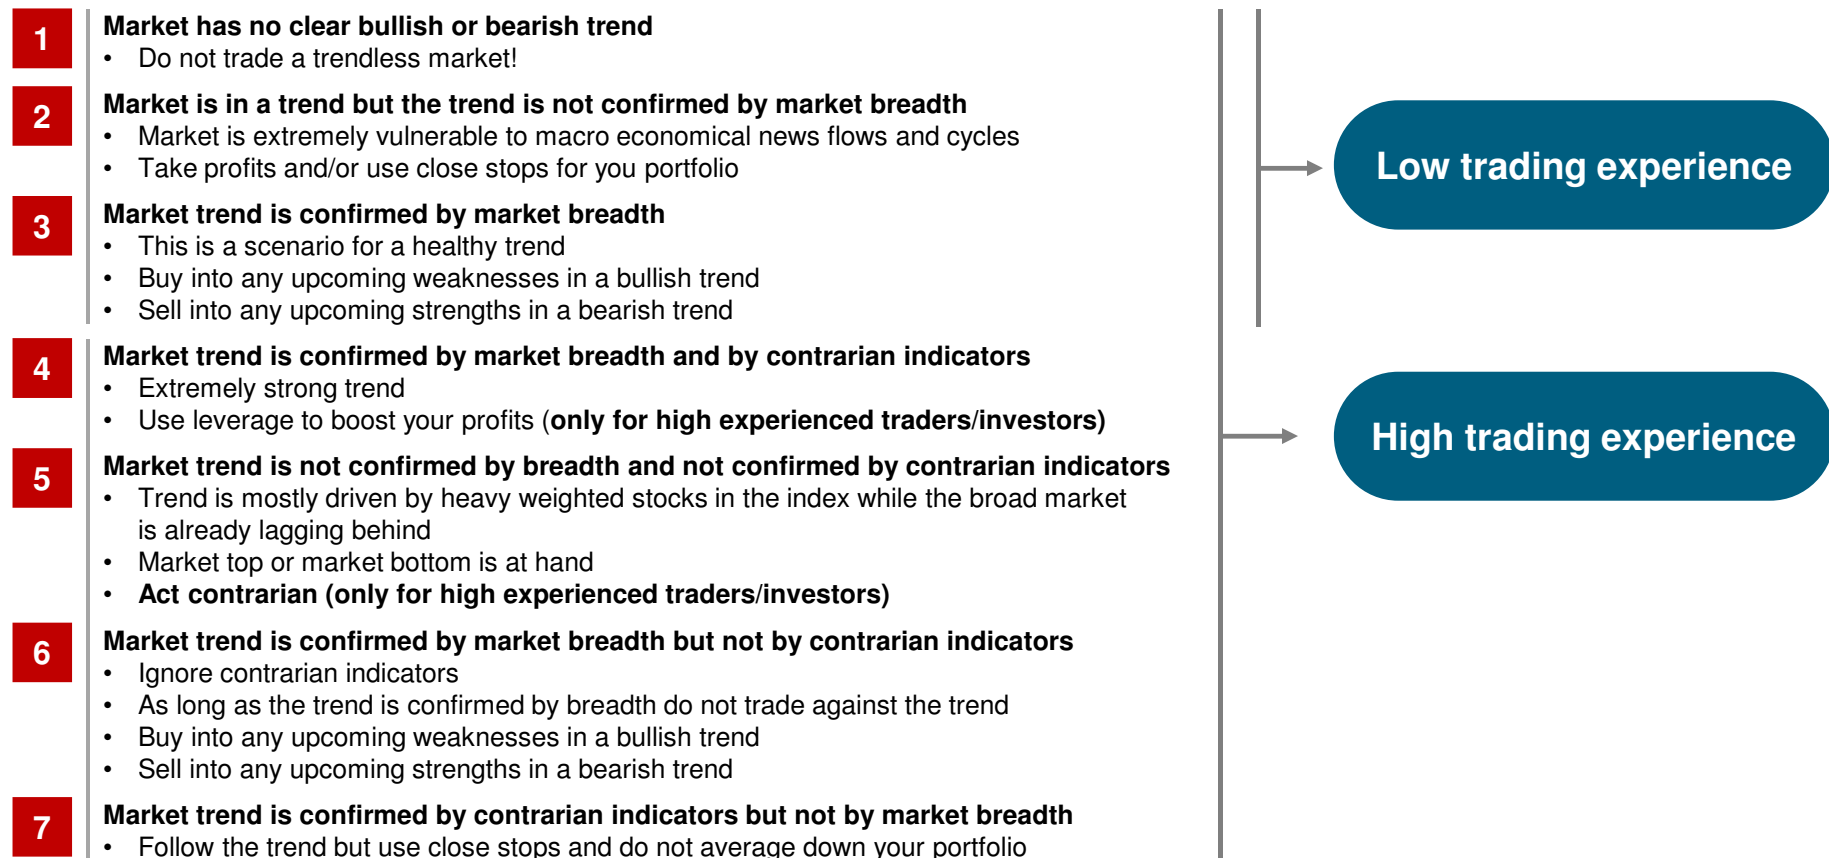 1
Market has no clear bullish or bearish trend
• Do not trade a trendless market!
2
Market is in a trend but the trend is not confirmed by market breadth
• Market is extremely vulnerable to macro economical news flows and cycles
• Take profits and/or use close stops for you portfolio
3
Market trend is confirmed by market breadth
• This is a scenario for a healthy trend
• Buy into any upcoming weaknesses in a bullish trend
• Sell into any upcoming strengths in a bearish trend
4
Market trend is confirmed by market breadth and by contrarian indicators
• Extremely strong trend
• Use leverage to boost your profits (only for high experienced traders/investors)
5
Market trend is not confirmed by breadth and not confirmed by contrarian indicators
• Trend is mostly driven by heavy weighted stocks in the index while the broad market
is already lagging behind
• Market top or market bottom is at hand
• Act contrarian (only for high experienced traders/investors)
6
Market trend is confirmed by market breadth but not by contrarian indicators
• Ignore contrarian indicators
• As long as the trend is confirmed by breadth do not trade against the trend
• Buy into any upcoming weaknesses in a bullish trend
• Sell into any upcoming strengths in a bearish trend
7
Market trend is confirmed by contrarian indicators but not by market breadth
• Follow the trend but use close stops and do not average down your portfolio
Low trading experience
High trading experience